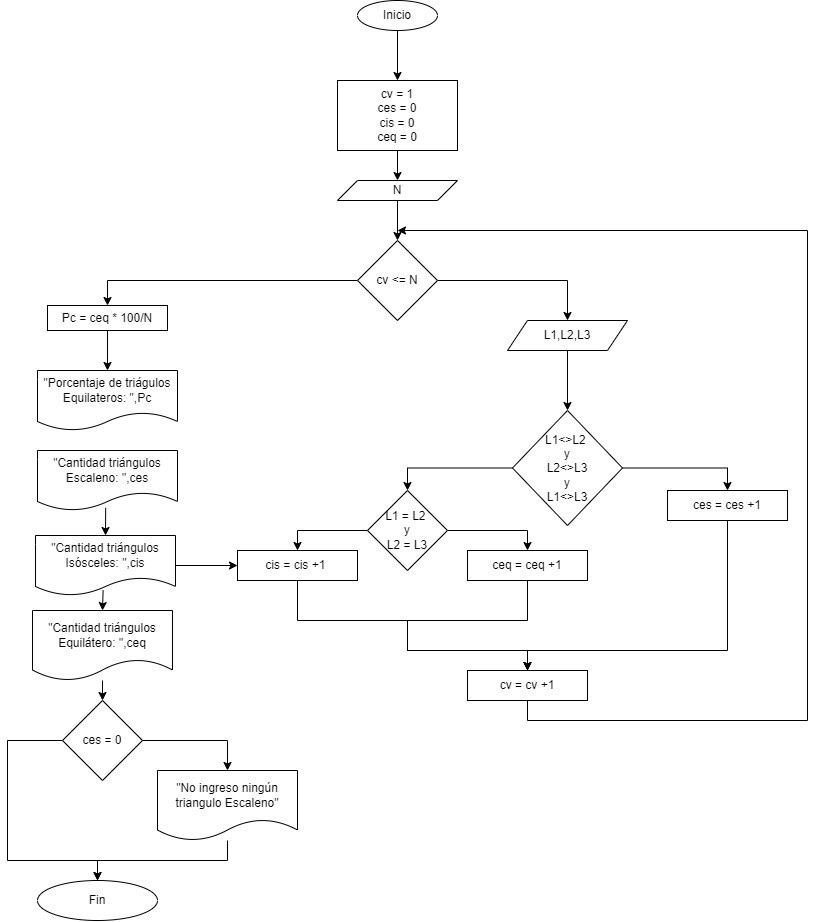 Inicio
cv = 1
ces = 0
cis = 0
ceq = 0
N
cv <= N
Pc = ceq * 100/N
L1,L2,L3
"Porcentaje de triágulos
Equilateros: ",Pc
L1<>L2
y
L2<>L3
y
L1<>L3
"Cantidad triángulos
Escaleno: ",ces
ces = ces +1
L1 = L2
y
L2 = L3
"Cantidad triángulos
Isósceles: ",cis
cis = cis +1
ceq = ceq +1
"Cantidad triángulos
Equilátero: ",ceq
cv = cv +1
ces = 0
"No ingreso ningún
triangulo Escaleno"
Fin